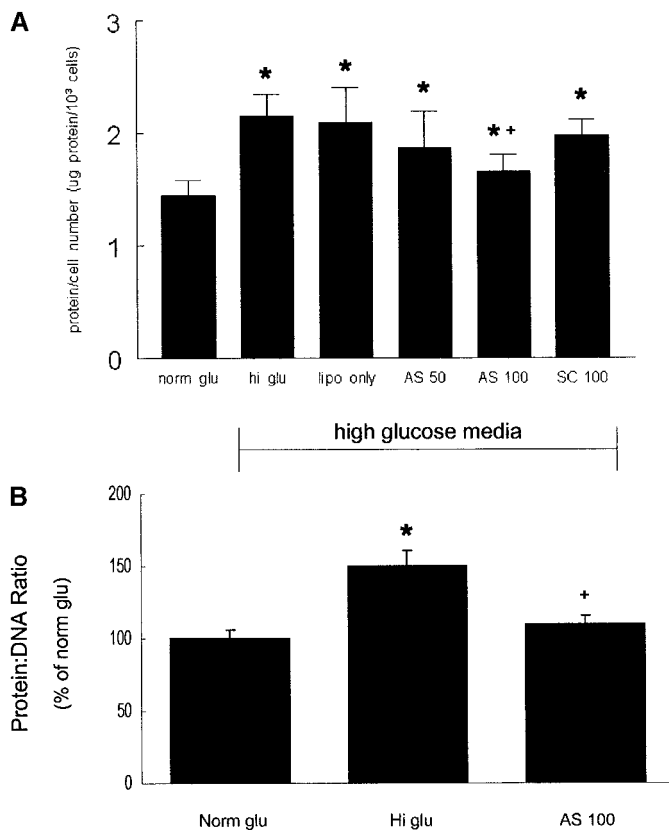 A
3
2
1
0
protein/cell number (ug protein/10³ cells)
* * * * + *
norm glu hi glu lipo only AS 50 AS 100 SC 100
high glucose media
B
200
150
100
50
0
Protein:DNA Ratio
(% of norm glu)
*
+
Norm glu Hi glu AS 100